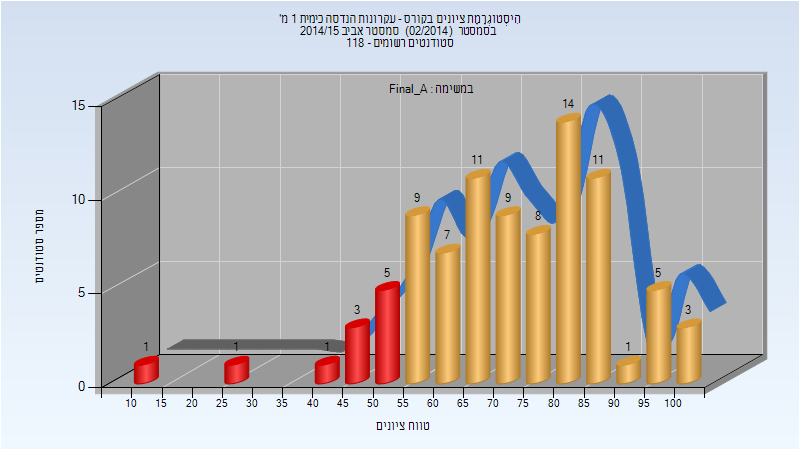 הִיסְטוֹגְרָמַת ציונים בקורס - עקרונות הנדסה כימית 1 מ'
בסמסטר (02/2014) סמסטר אביב 2014/15
סטודנטים רשומים - 118
במשימה : Final_A
מספר סטודנטים
15
10
5
0
1
1
1
3
5
9
7
11
9
8
14
11
1
5
3
10 15 20 25 30 35 40 45 50 55 60 65 70 75 80 85 90 95 100
טווח ציונים